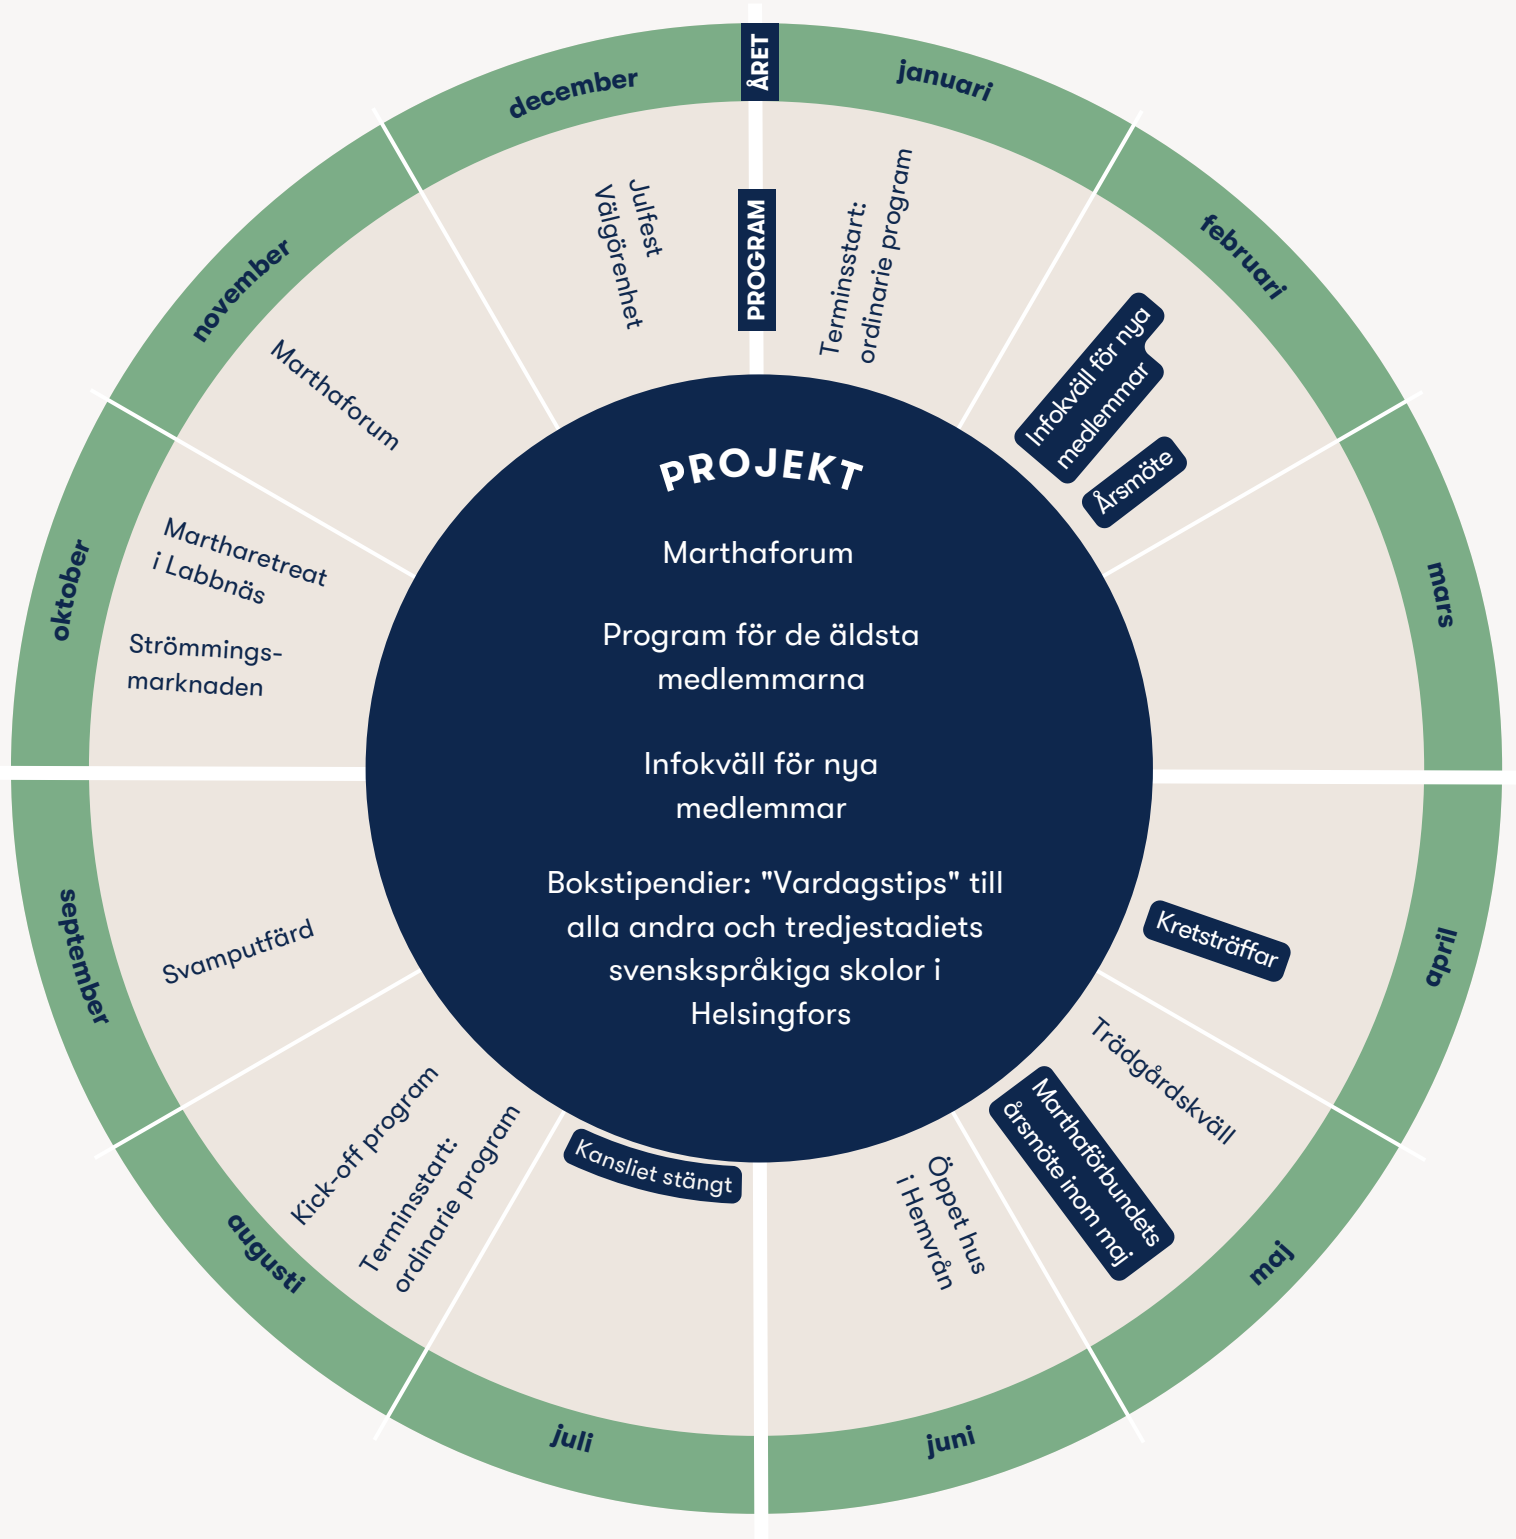 ÅRET
PROGRAM
januari
Terminsstart:
ordinarie program
februari
Infokväll för nya
medlemmar
Årsmöte
mars
april
Kretsträffar
maj
Trädgårdskväll
Marthaförbundets
årsmöte inom maj
juni
Öppet hus
i Hemvrån
juli
Kansliet stängt
augusti
Kick-off program
Terminsstart:
ordinarie program
september
Svamputfärd
oktober
Martharetreat
i Labbnäs
Strömmings-
marknaden
november
Marthaforum
december
Julfest
Välgörenhet
PROJEKT
Marthaforum
Program för de äldsta
medlemmarna
Infokväll för nya
medlemmar
Bokstipendier: "Vardagstips" till
alla andra och tredjestadiets
svenskspråkiga skolor i
Helsingfors